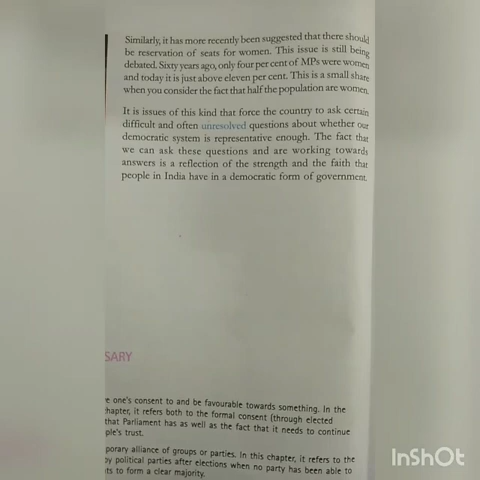 Similarly, it has more recently been suggested that there should
be reservation of seats for women. This issue is still being
debated. Sixty years ago, only four per cent of MPs were women
and today it is just above eleven per cent. This is a small share
when you consider the fact that half the population are women.
It is issues of this kind that force the country to ask certain
difficult and often unresolved questions about whether our
democratic system is representative enough. The fact that
we can ask these questions and are working towards
answers is a reflection of the strength and the faith that
people in India have in a democratic form of government.
SARY
e one's consent to and be favourable towards something. In the
hapter, it refers both to the formal consent (through elected
that Parliament has as well as the fact that it needs to continue
ple's trust.
porary alliance of groups or parties. In this chapter, it refers to the
by political parties after elections when no party has been able to
ts to form a clear majority.
InShOt